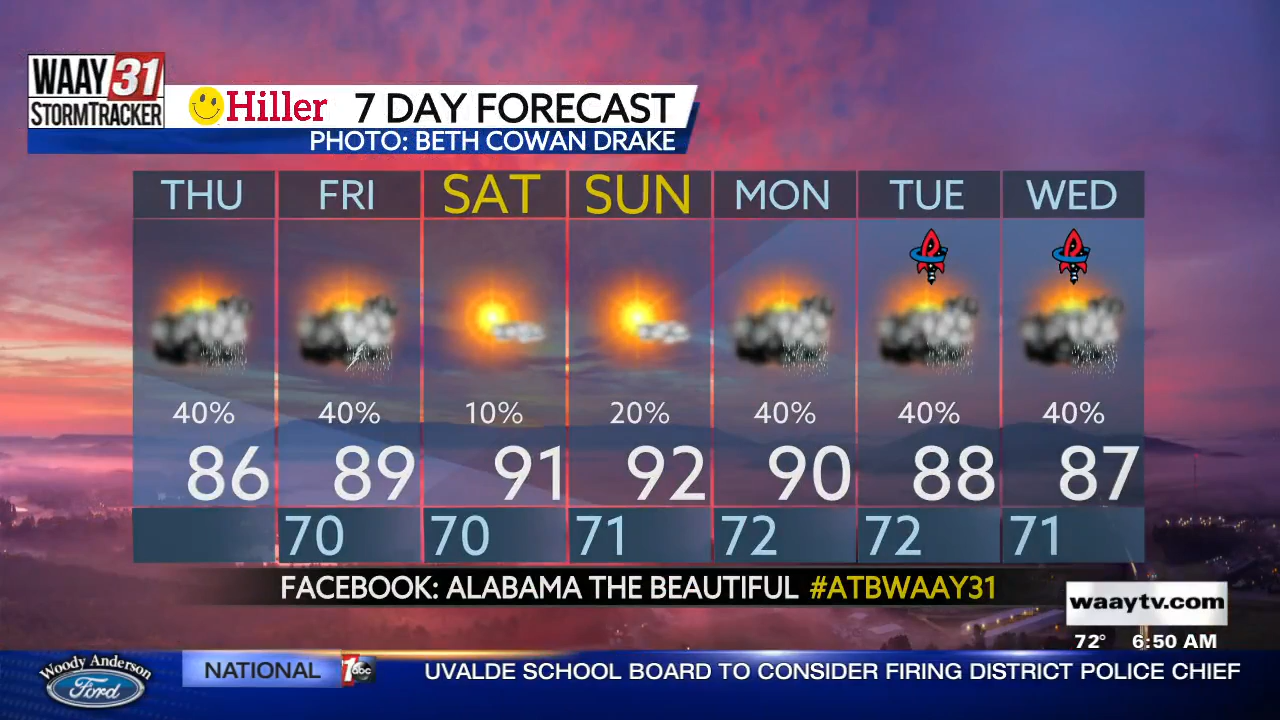 WAAY 31
STORMTRACKER
Hiller 7 DAY FORECAST
PHOTO: BETH COWAN DRAKE
THU FRI SAT SUN MON TUE WED
40% 40% 10% 20% 40% 40% 40%
86 89 91 92 90 88 87
70 70 71 72 72 71
FACEBOOK: ALABAMA THE BEAUTIFUL #ATBWAAY31
waaytv.com
72° 6:50 AM
Woody Anderson
Ford
NATIONAL 31 abc UVALDE SCHOOL BOARD TO CONSIDER FIRING DISTRICT POLICE CHIEF